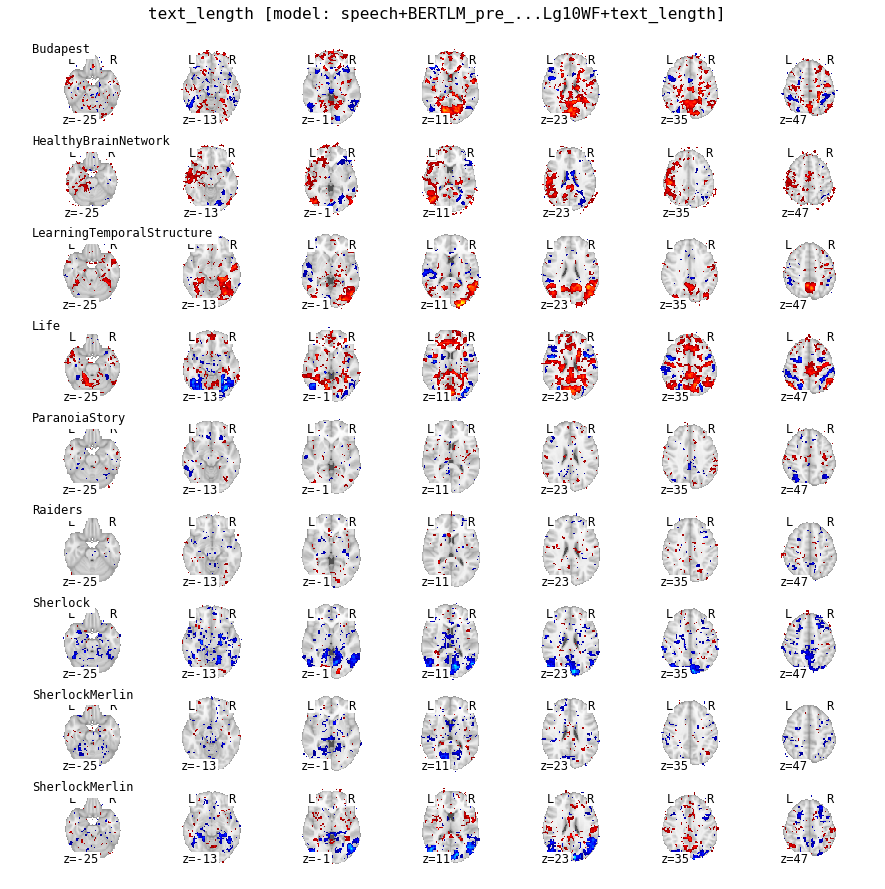 text_length [model: speech+BERTLM_pre_...Lg10WF+text_length]
Budapest
L R L R L R L R L R L R L R
z=-25 z=-13 z=-1 z=11 z=23 z=35 z=47
HealthyBrainNetwork
L R L R L R L R L R L R L R
z=-25 z=-13 z=-1 z=11 z=23 z=35 z=47
LearningTemporalStructure
L R L R L R L R L R L R L R
z=-25 z=-13 z=-1 z=11 z=23 z=35 z=47
Life
L R L R L R L R L R L R L R
z=-25 z=-13 z=-1 z=11 z=23 z=35 z=47
ParanoiaStory
L R L R L R L R L R L R L R
z=-25 z=-13 z=-1 z=11 z=23 z=35 z=47
Raiders
L R L R L R L R L R L R L R
z=-25 z=-13 z=-1 z=11 z=23 z=35 z=47
Sherlock
L R L R L R L R L R L R L R
z=-25 z=-13 z=-1 z=11 z=23 z=35 z=47
SherlockMerlin
L R L R L R L R L R L R L R
z=-25 z=-13 z=-1 z=11 z=23 z=35 z=47
SherlockMerlin
L R L R L R L R L R L R L R
z=-25 z=-13 z=-1 z=11 z=23 z=35 z=47